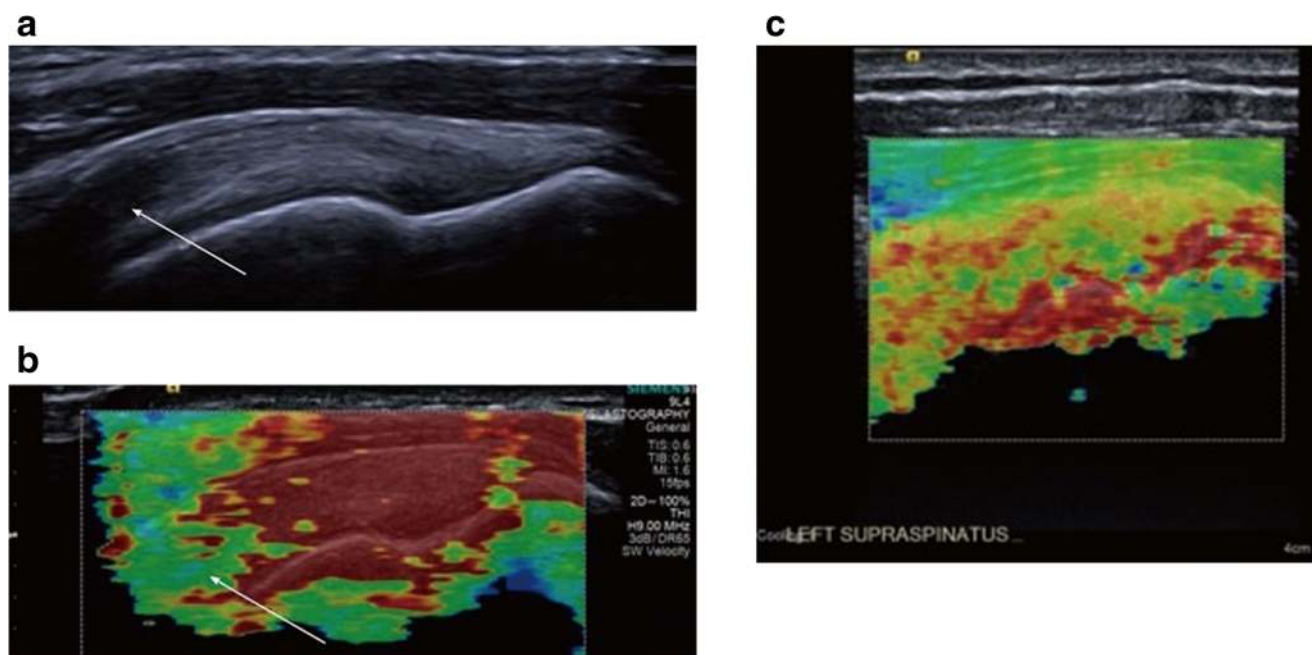 a
c
b
SIEMENS
9L4
ELASTOGRAPHY
General
TIS: 0.6
TIB: 0.6
MI: 1.6
15fps
2D-100%
THI
H9.00 MHz
3dB/DR65
SW Velocity
LEFT SUPRASPINATUS
4cm